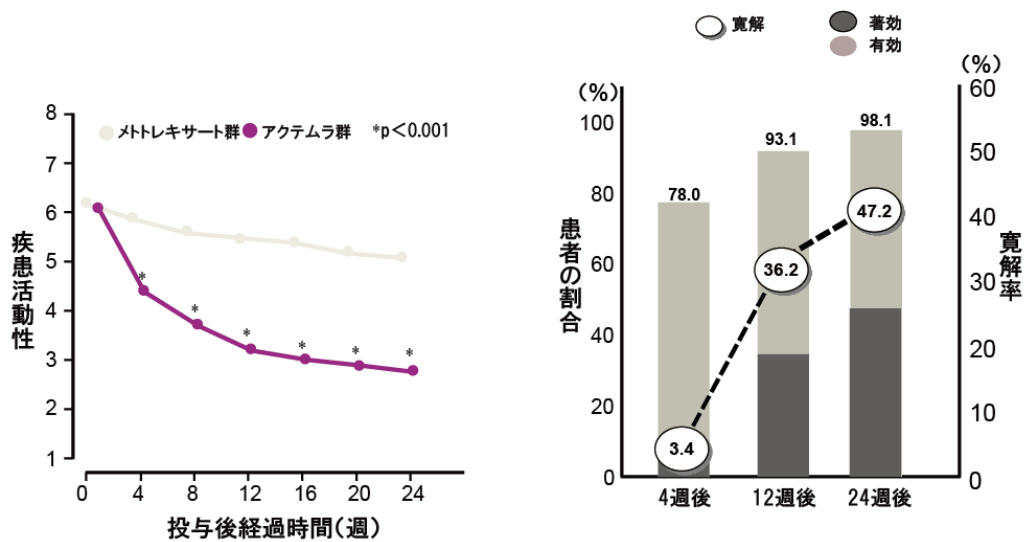 8
7
6
5
4
3
2
1
疾患活動性
メトトレキサート群 アクテムラ群 *p＜0.001
*
*
*
*
*
*
0 4 8 12 16 20 24
投与後経過時間（週）
寛解
著効
有効
（%）
100
80
60
40
20
0
患者の割合
78.0 93.1 98.1
3.4 36.2 47.2
4週後 12週後 24週後
（%）
60
50
40
30
20
10
0
寛解率